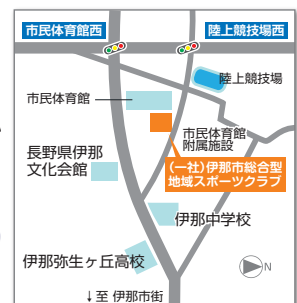 市民体育館西
陸上競技場西
陸上競技場
市民体育館
市民体育館
附属施設
(一社)伊那市総合型
地域スポーツクラブ
長野県伊那
文化会館
伊那中学校
伊那弥生ヶ丘高校
N
↓至 伊那市街